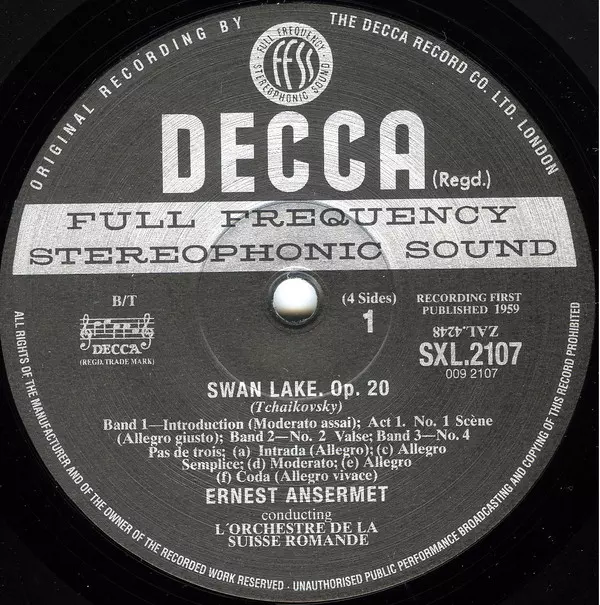 ORIGINAL RECORDING BY
THE DECCA RECORD CO. LTD. LONDON
FULL FREQUENCY
FFSS
STEREOPHONIC SOUND
DECCA
(Regd.)
FULL FREQUENCY
STEREOPHONIC SOUND
B/T
DECCA
(REGD. TRADE MARK)
(4 Sides)
1
RECORDING FIRST
PUBLISHED 1959
ZAL.4248
SXL.2107
009 2107
SWAN LAKE. Op. 20
(Tchaikovsky)
Band 1—Introduction (Moderato assai); Act 1. No. 1 Scène
(Allegro giusto); Band 2—No. 2 Valse; Band 3—No. 4
Pas de trois; (a) Intrada (Allegro); (c) Allegro
Semplice; (d) Moderato; (e) Allegro
(f) Coda (Allegro vivace)
ERNEST ANSERMET
conducting
L'ORCHESTRE DE LA
SUISSE ROMANDE
ALL RIGHTS OF THE MANUFACTURER AND OF THE OWNER OF THE RECORDED WORK RESERVED - UNAUTHORISED PUBLIC PERFORMANCE BROADCASTING AND COPYING OF THIS RECORD PROHIBITED